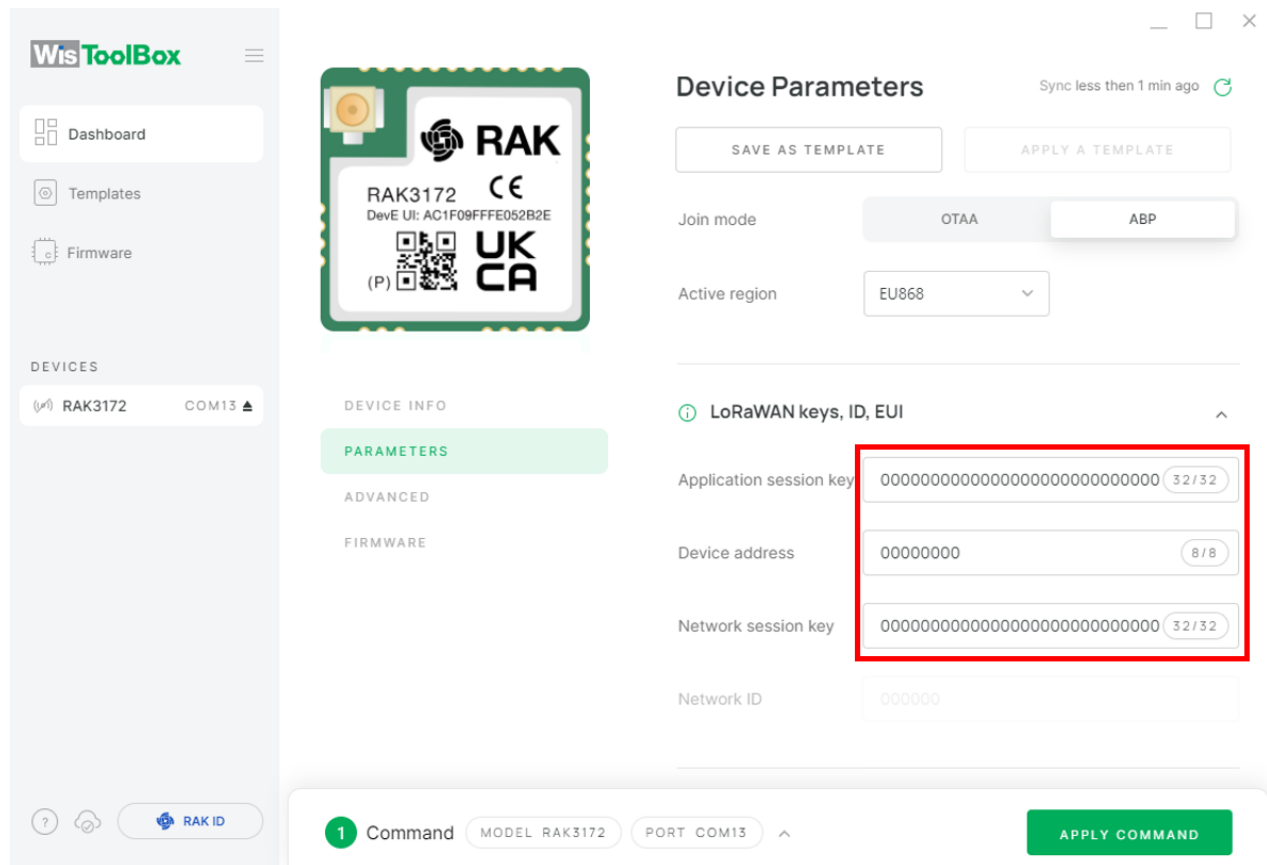 WisToolBox
Dashboard
Templates
Firmware
DEVICES
RAK3172 COM13
? RAK ID
RAK
RAK3172 CE
DevE UI: AC1F09FFFE052B2E
(P) UK
CA
DEVICE INFO
PARAMETERS
ADVANCED
FIRMWARE
Device Parameters Sync less then 1 min ago
SAVE AS TEMPLATE APPLY A TEMPLATE
Join mode OTAA ABP
Active region EU868
LoRaWAN keys, ID, EUI
Application session key 0000000000000000000000000000 32/32
Device address 00000000 8/8
Network session key 0000000000000000000000000000 32/32
Network ID 000000
1 Command MODEL RAK3172 PORT COM13 APPLY COMMAND